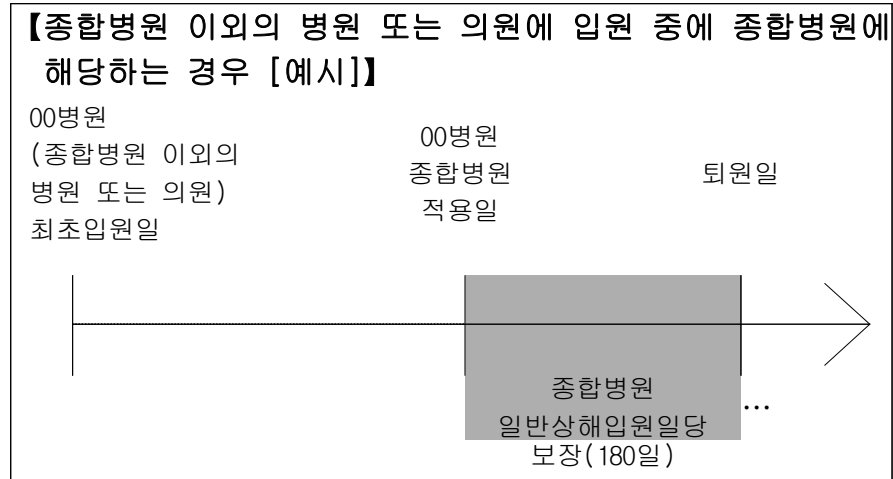 【종합병원 이외의 병원 또는 의원에 입원 중에 종합병원에
해당하는 경우 [예시]】
00병원
(종합병원 이외의
병원 또는 의원)
최초입원일
00병원
종합병원
적용일
퇴원일
종합병원
일반상해입원일당
보장(180일)
...